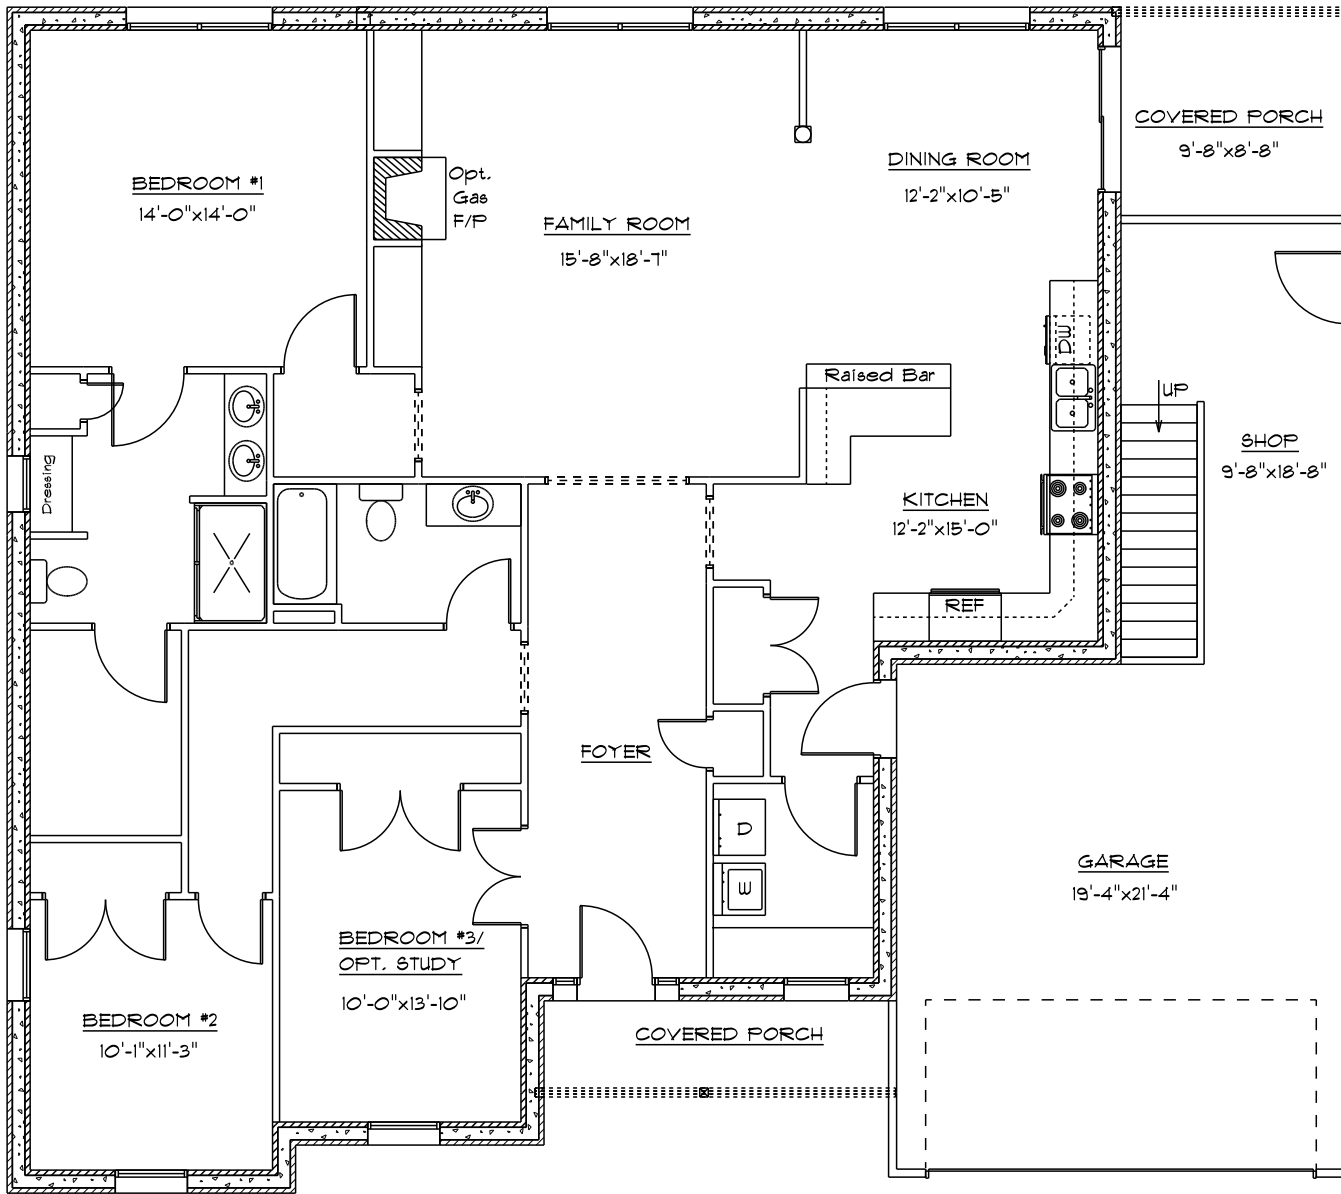 COVERED PORCH
9'-8"x8'-8"
DINING ROOM
12'-2"x10'-5"
BEDROOM #1
14'-0"x14'-0"
Opt.
Gas
F/P
FAMILY ROOM
15'-8"x18'-7"
DW
Raised Bar
UP
SHOP
9'-8"x18'-8"
Dressing
KITCHEN
12'-2"x15'-0"
REF
FOYER
D
W
GARAGE
19'-4"x21'-4"
BEDROOM #3/
OPT. STUDY
10'-0"x13'-10"
BEDROOM #2
10'-1"x11'-3"
COVERED PORCH